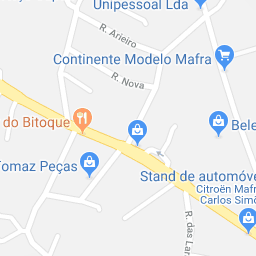 Unipessoal Lda
R. Arieiro
Continente Modelo Mafra
R. Nova
do Bitoque
Bele
Tomaz Peças
Stand de automóve
Citroën Mafr
Carlos Simõ
R. das Lar